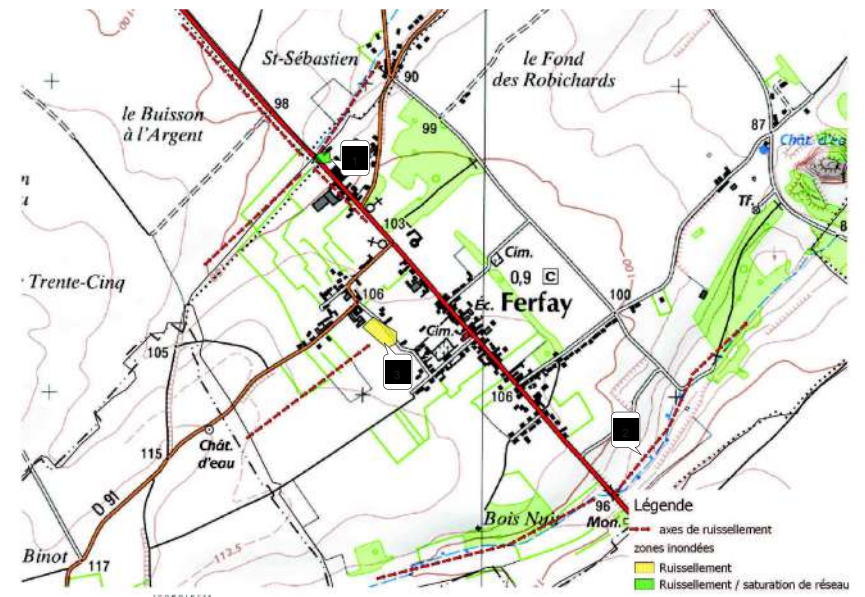 St-Sébastien
90
le Fond
des Robichards
98
le Buisson
à l'Argent
99
87
Chât. d'eau
1
Tf.
103
Cim.
0,9 C
Trente-Cinq
106
Éc.
Ferfay
100
Cim.
105
3
106
2
Chât.
d'eau
115
D 91
96
Mon.
Légende
Bois
axes de ruissellement
zones inondées
Binot
112.5
117
Ruissellement
Ruissellement / saturation de réseau